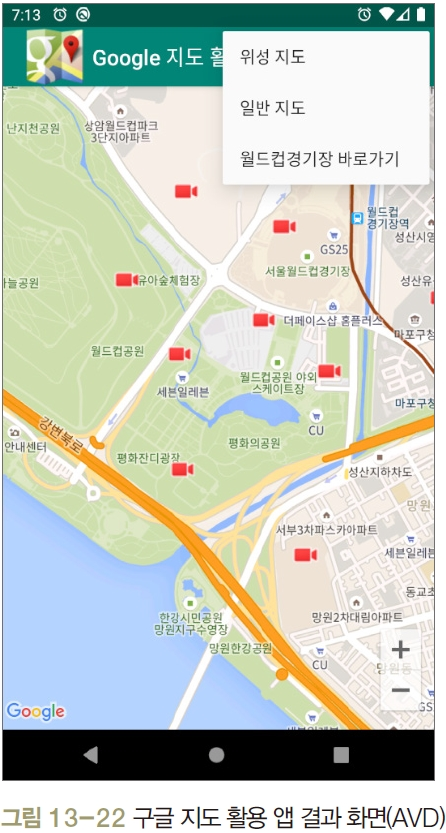 7:13
Google 지도 활
위성 지도
일반 지도
월드컵경기장 바로가기
난지천공원
상암월드컵파크
3단지아파트
월드컵
경기장역
GS25
성산시영
서울월드컵경기장
하늘공원
유아숲체험장
성산유
더페이스샵 홈플러스
마포구청
월드컵공원
세븐일레븐
월드컵공원 야외
스케이트장
마포구
CU
강변북로
안내센터
평화의공원
평화잔디광장
성산지하차도
망원
서부3차파스카아파트
세븐일레븐
동교초
한강시민공원
망원지구수영장
망원2차대림아파트
망원한강공원
CU
망원동
+
−
GS
Google
그림 13-22 구글 지도 활용 앱 결과 화면(AVD)